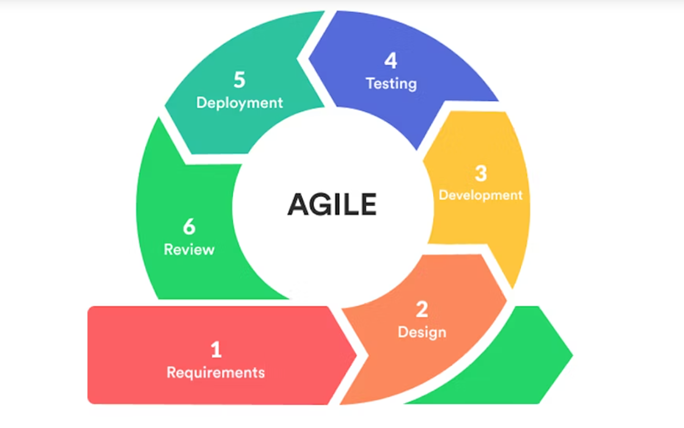 AGILE
1
Requirements
2
Design
3
Development
4
Testing
5
Deployment
6
Review